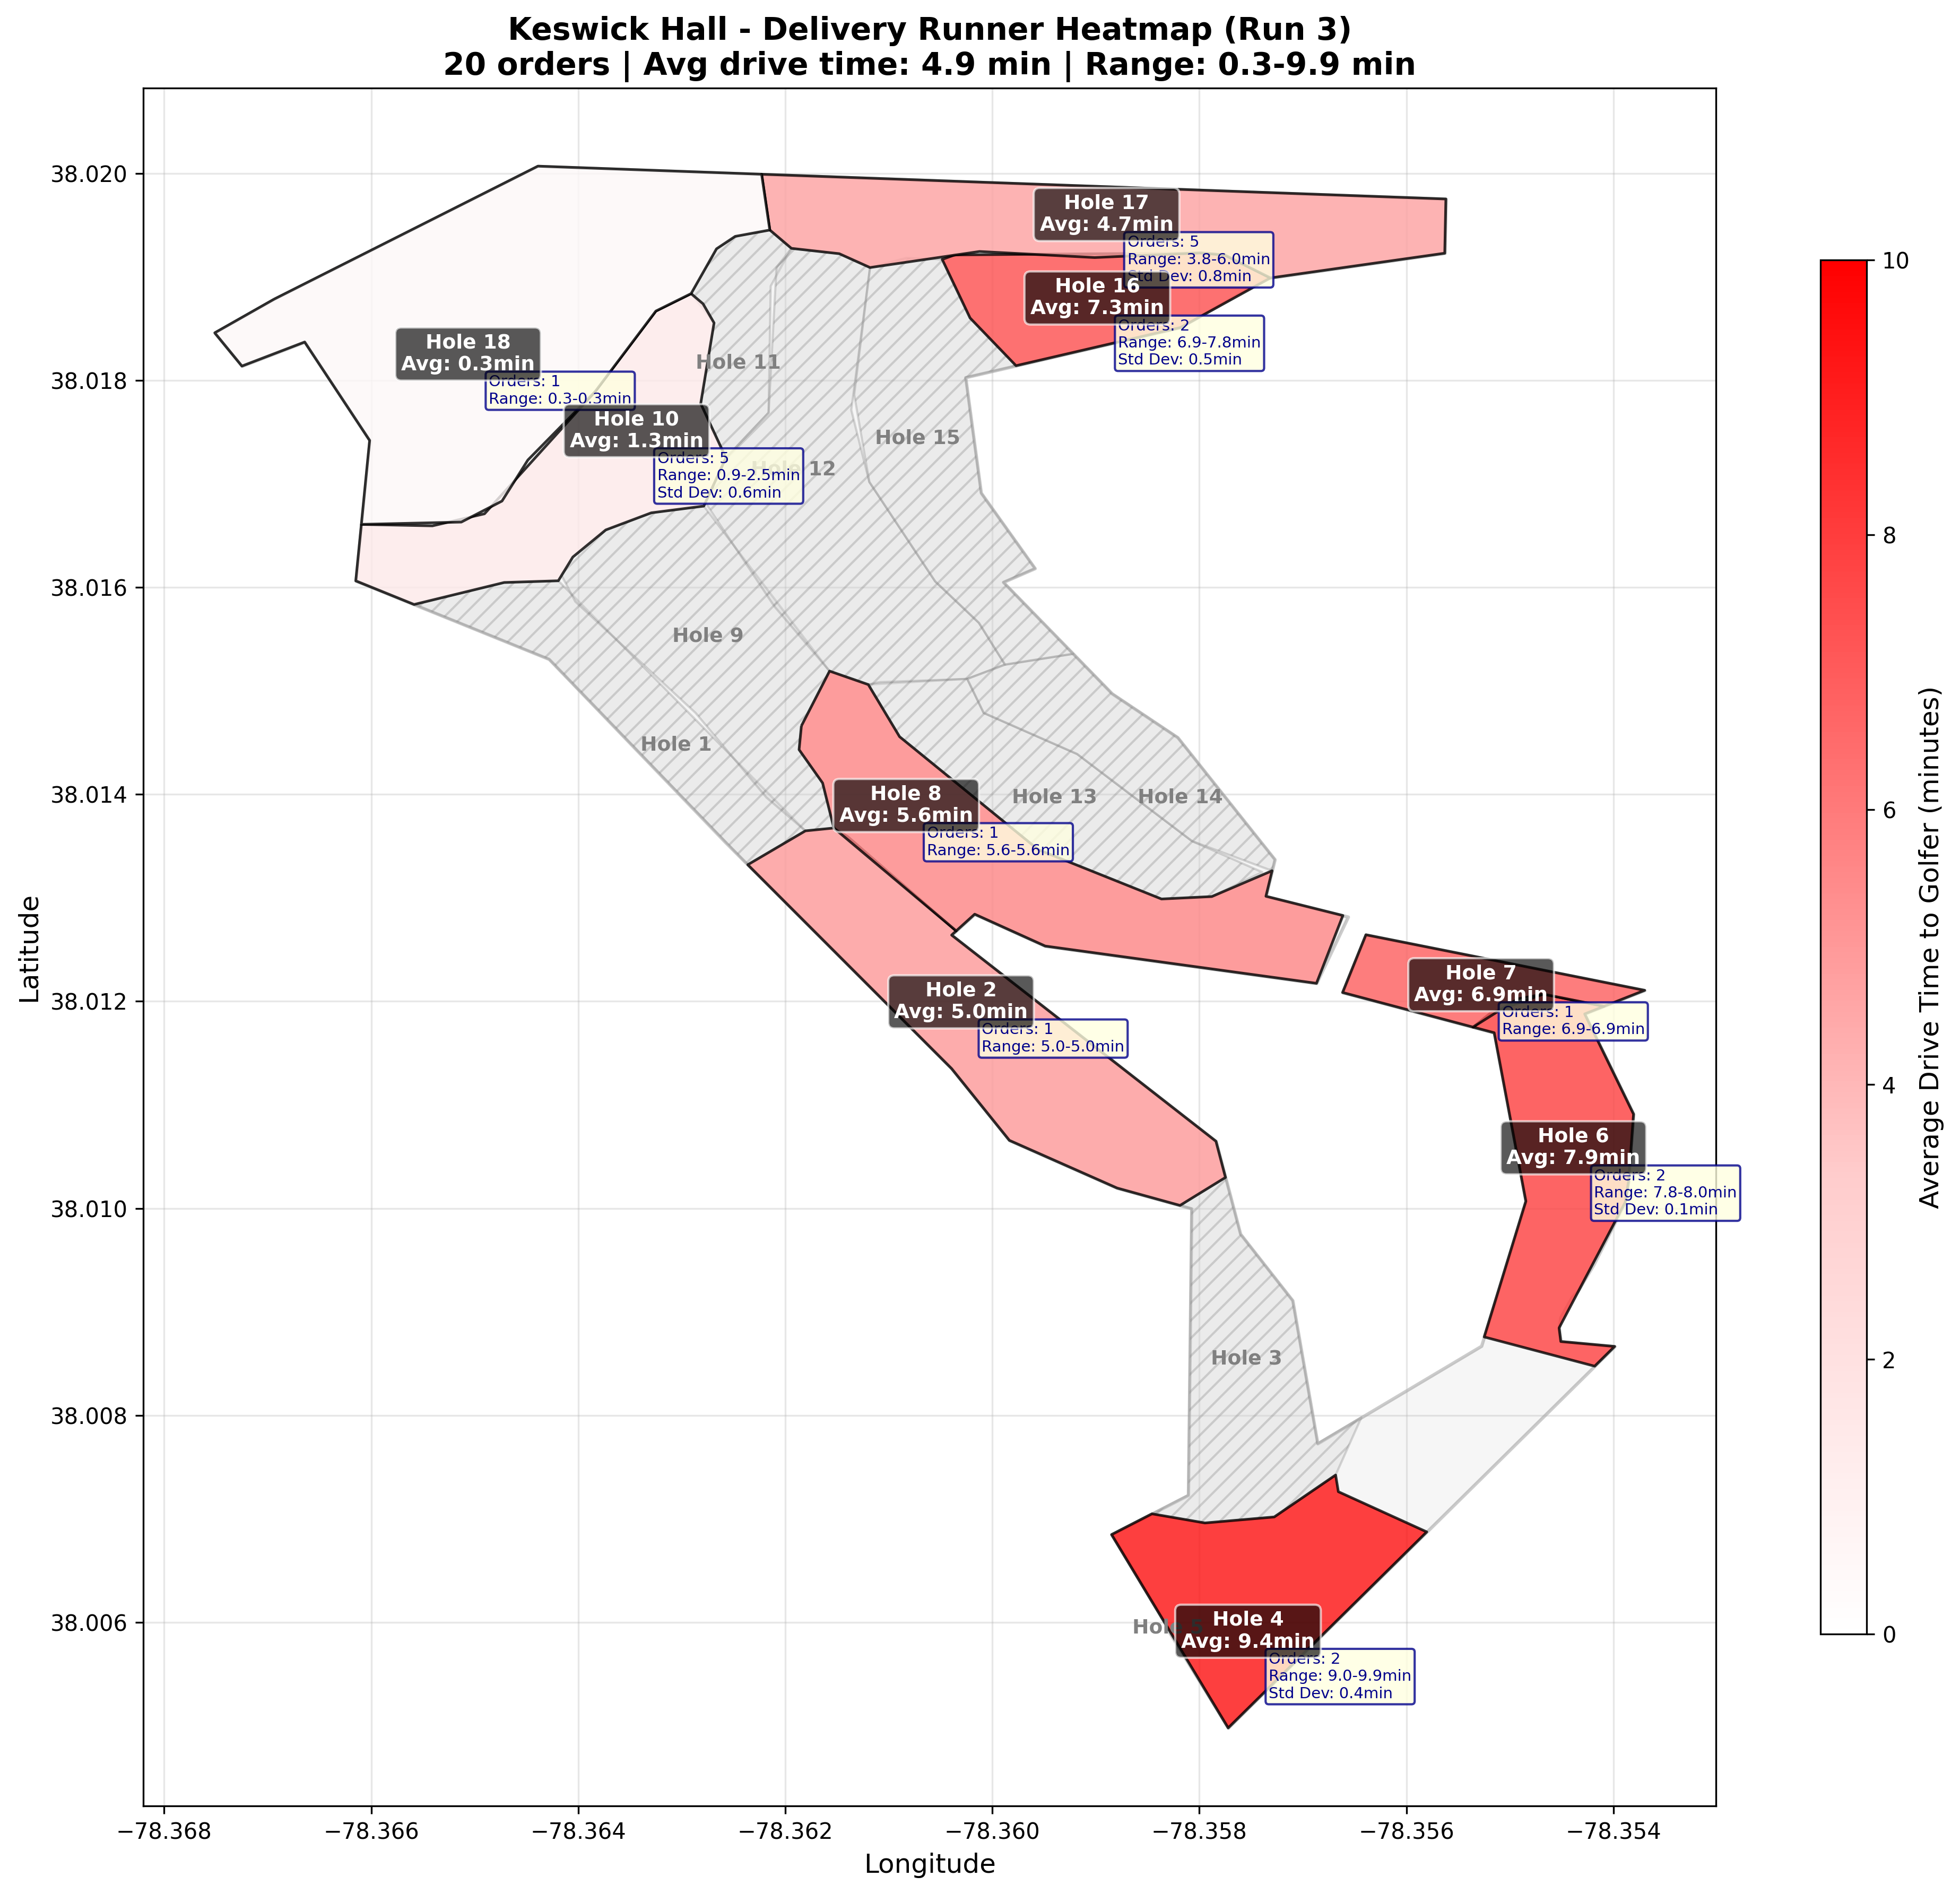 Keswick Hall - Delivery Runner Heatmap (Run 3)
20 orders | Avg drive time: 4.9 min | Range: 0.3-9.9 min
Latitude
38.020
38.018
38.016
38.014
38.012
38.010
38.008
38.006
Hole 17
Avg: 4.7min
Orders: 5
Range: 3.8-6.0min
Std Dev: 0.8min
Hole 16
Avg: 7.3min
Orders: 2
Range: 6.9-7.8min
Std Dev: 0.5min
Hole 18
Avg: 0.3min
Orders: 1
Range: 0.3-0.3min
Hole 11
Hole 10
Avg: 1.3min
Orders: 5
Range: 0.9-2.5min
Std Dev: 0.6min
Hole 15
12
Hole 9
Hole 1
Hole 8
Avg: 5.6min
Orders: 1
Range: 5.6-5.6min
Hole 13
Hole 14
Hole 2
Avg: 5.0min
Orders: 1
Range: 5.0-5.0min
Hole 7
Avg: 6.9min
Orders: 1
Range: 6.9-6.9min
Hole 6
Avg: 7.9min
Orders: 2
Range: 7.8-8.0min
Std Dev: 0.1min
Hole 3
Hole 4
Avg: 9.4min
Orders: 2
Range: 9.0-9.9min
Std Dev: 0.4min
−78.368
−78.366
−78.364
−78.362
−78.360
−78.358
−78.356
−78.354
Longitude
10
8
6
4
2
0
Average Drive Time to Golfer (minutes)